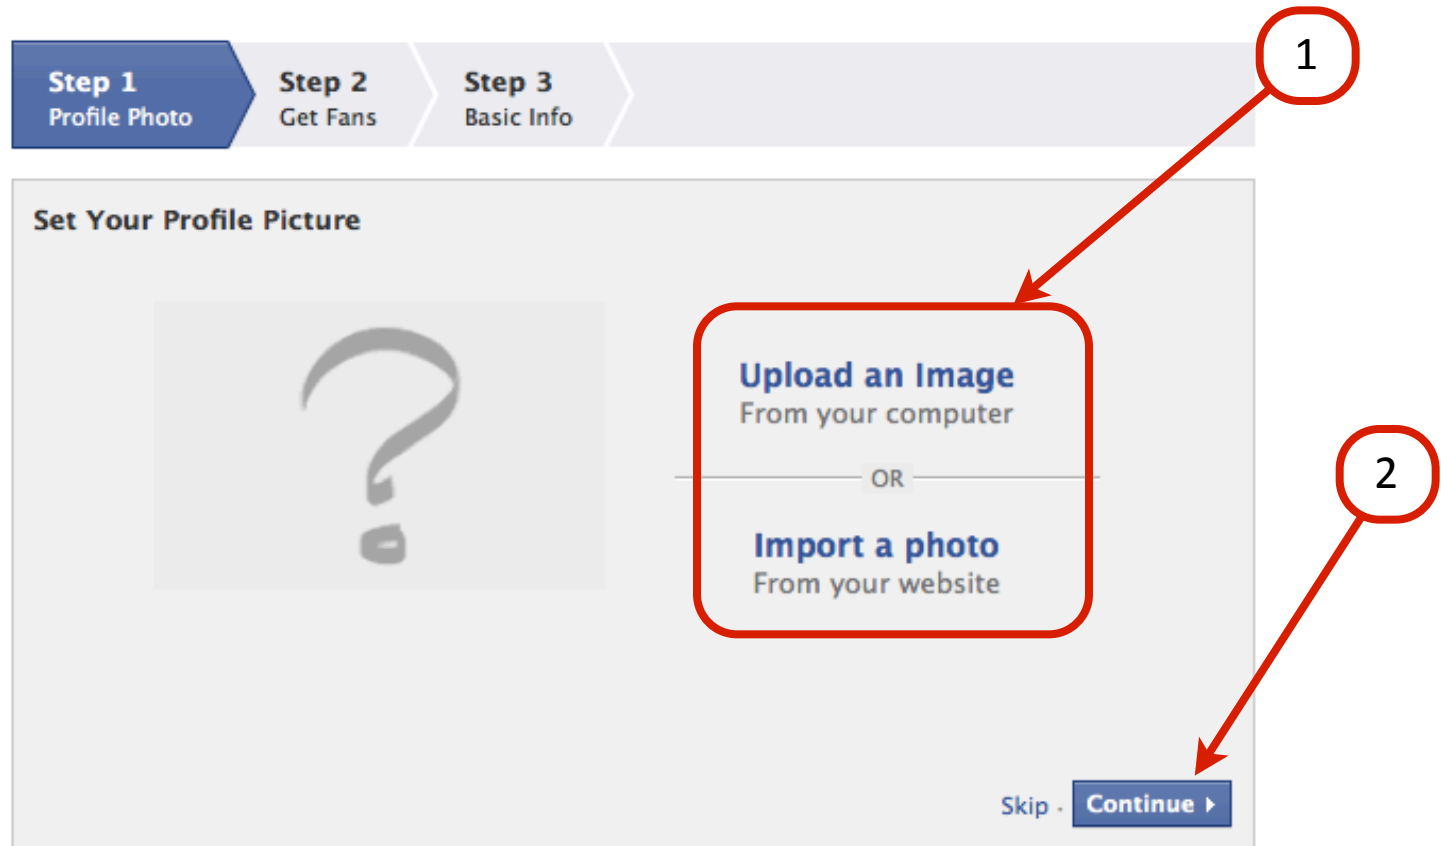 1
Step 1
Profile Photo
Step 2
Get Fans
Step 3
Basic Info
Set Your Profile Picture
?
Upload an Image
From your computer
OR
Import a photo
From your website
2
Skip · Continue